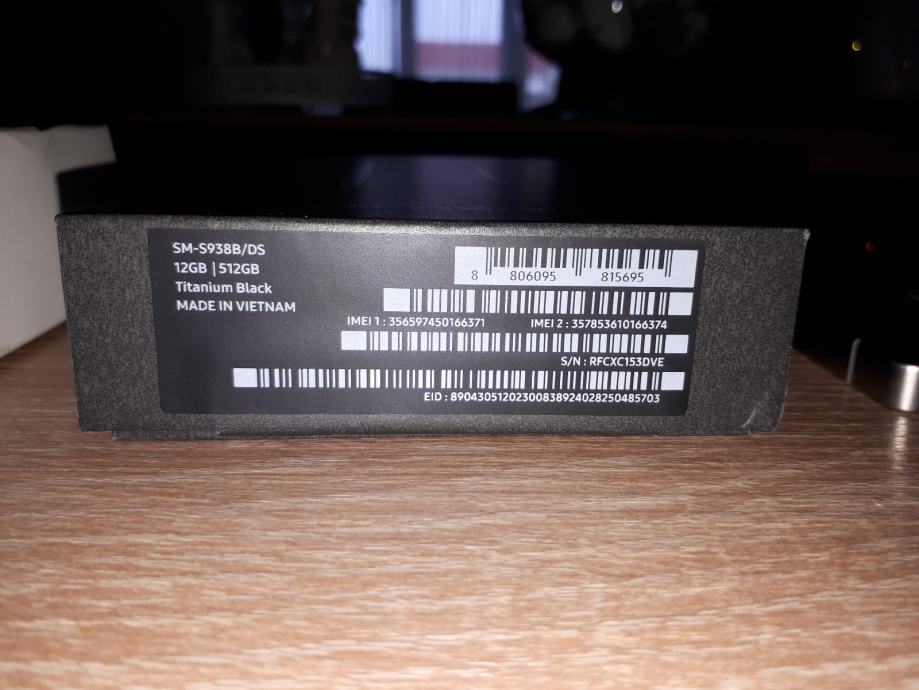 SM-S938B/DS
12GB | 512GB
Titanium Black
MADE IN VIETNAM
8 806095 815695
IMEI 1 : 356597450166371 IMEI 2 : 357853610166374
S/N : RFCXC153DVE
EID : 89043051202300838924028250485703